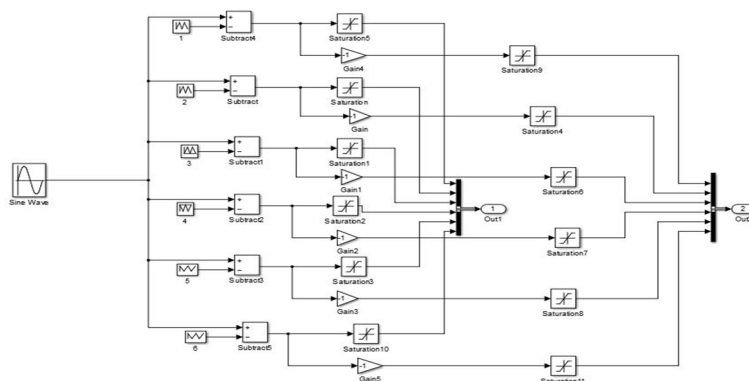 +
−
1
Subtract4
Saturation5
-1
Gain4
Saturation9
+
−
2
Subtract
Saturation
-1
Gain
Saturation4
+
−
3
Subtract1
Saturation1
-1
Gain1
Saturation6
Sine Wave
+
−
4
Subtract2
Saturation2
1
Out1
2
-1
Gain2
Saturation7
+
−
5
Subtract3
Saturation3
-1
Gain3
Saturation8
+
−
6
Subtract5
Saturation10
-1
Gain5